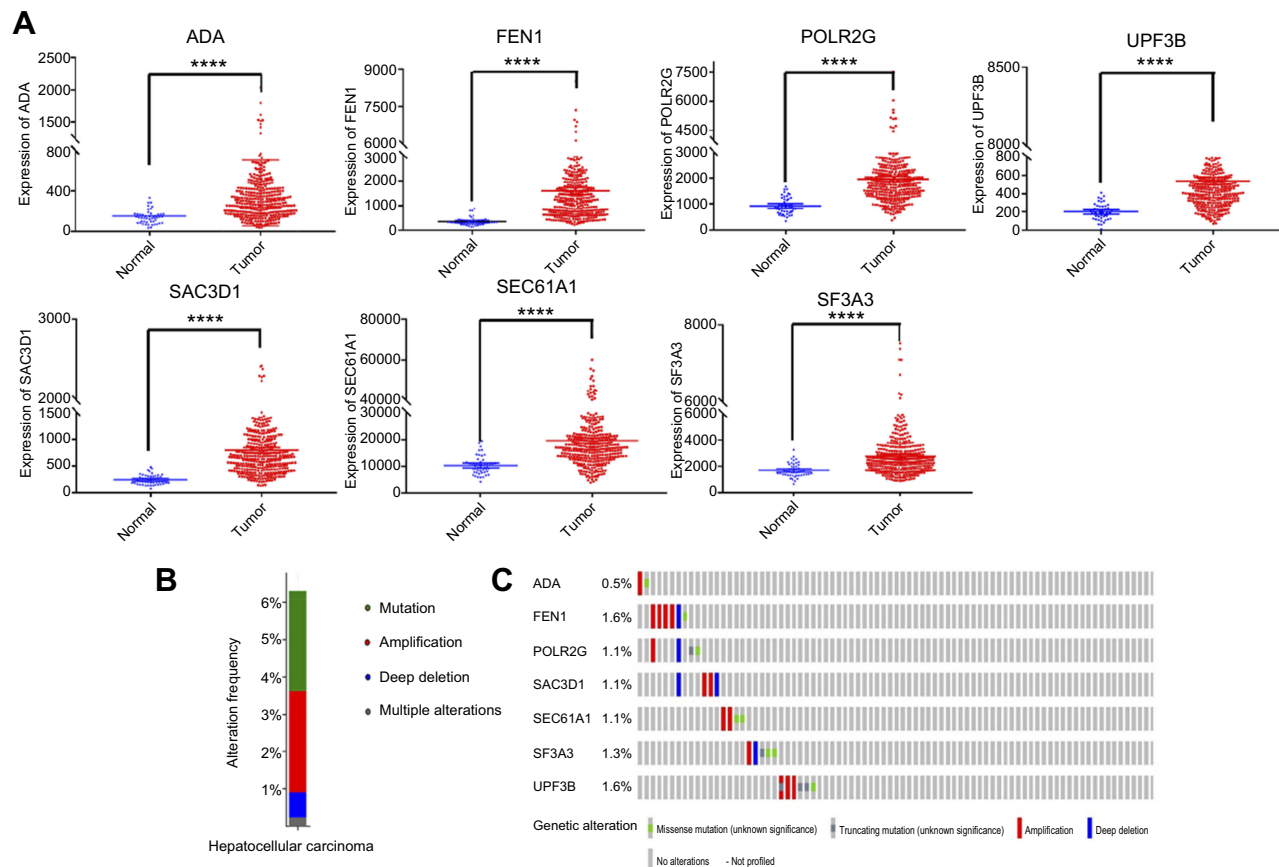 A
ADA
****
Expression of ADA
2500
2000
1500
1000
800
400
0
Normal
Tumor
FEN1
****
Expression of FEN1
9000
7500
6000
3000
2000
1000
0
Normal
Tumor
POLR2G
****
Expression of POLR2G
7500
6000
4500
3000
2000
1000
0
Normal
Tumor
UPF3B
****
Expression of UPF3B
8500
8000
800
600
400
200
0
Normal
Tumor
SAC3D1
****
Expression of SAC3D1
3000
2000
1500
1000
500
0
Normal
Tumor
SEC61A1
****
Expression of SEC61A1
80000
60000
40000
30000
20000
10000
0
Normal
Tumor
SF3A3
****
Expression of SF3A3
8000
6000
6000
4000
2000
0
Normal
Tumor
B
Alteration frequency
6%
5%
4%
3%
2%
1%
Hepatocellular carcinoma
Mutation
Amplification
Deep deletion
Multiple alterations
C
ADA 0.5%
FEN1 1.6%
POLR2G 1.1%
SAC3D1 1.1%
SEC61A1 1.1%
SF3A3 1.3%
UPF3B 1.6%
Genetic alteration Missense mutation (unknown significance) Truncating mutation (unknown significance) Amplification Deep deletion
No alterations - Not profiled